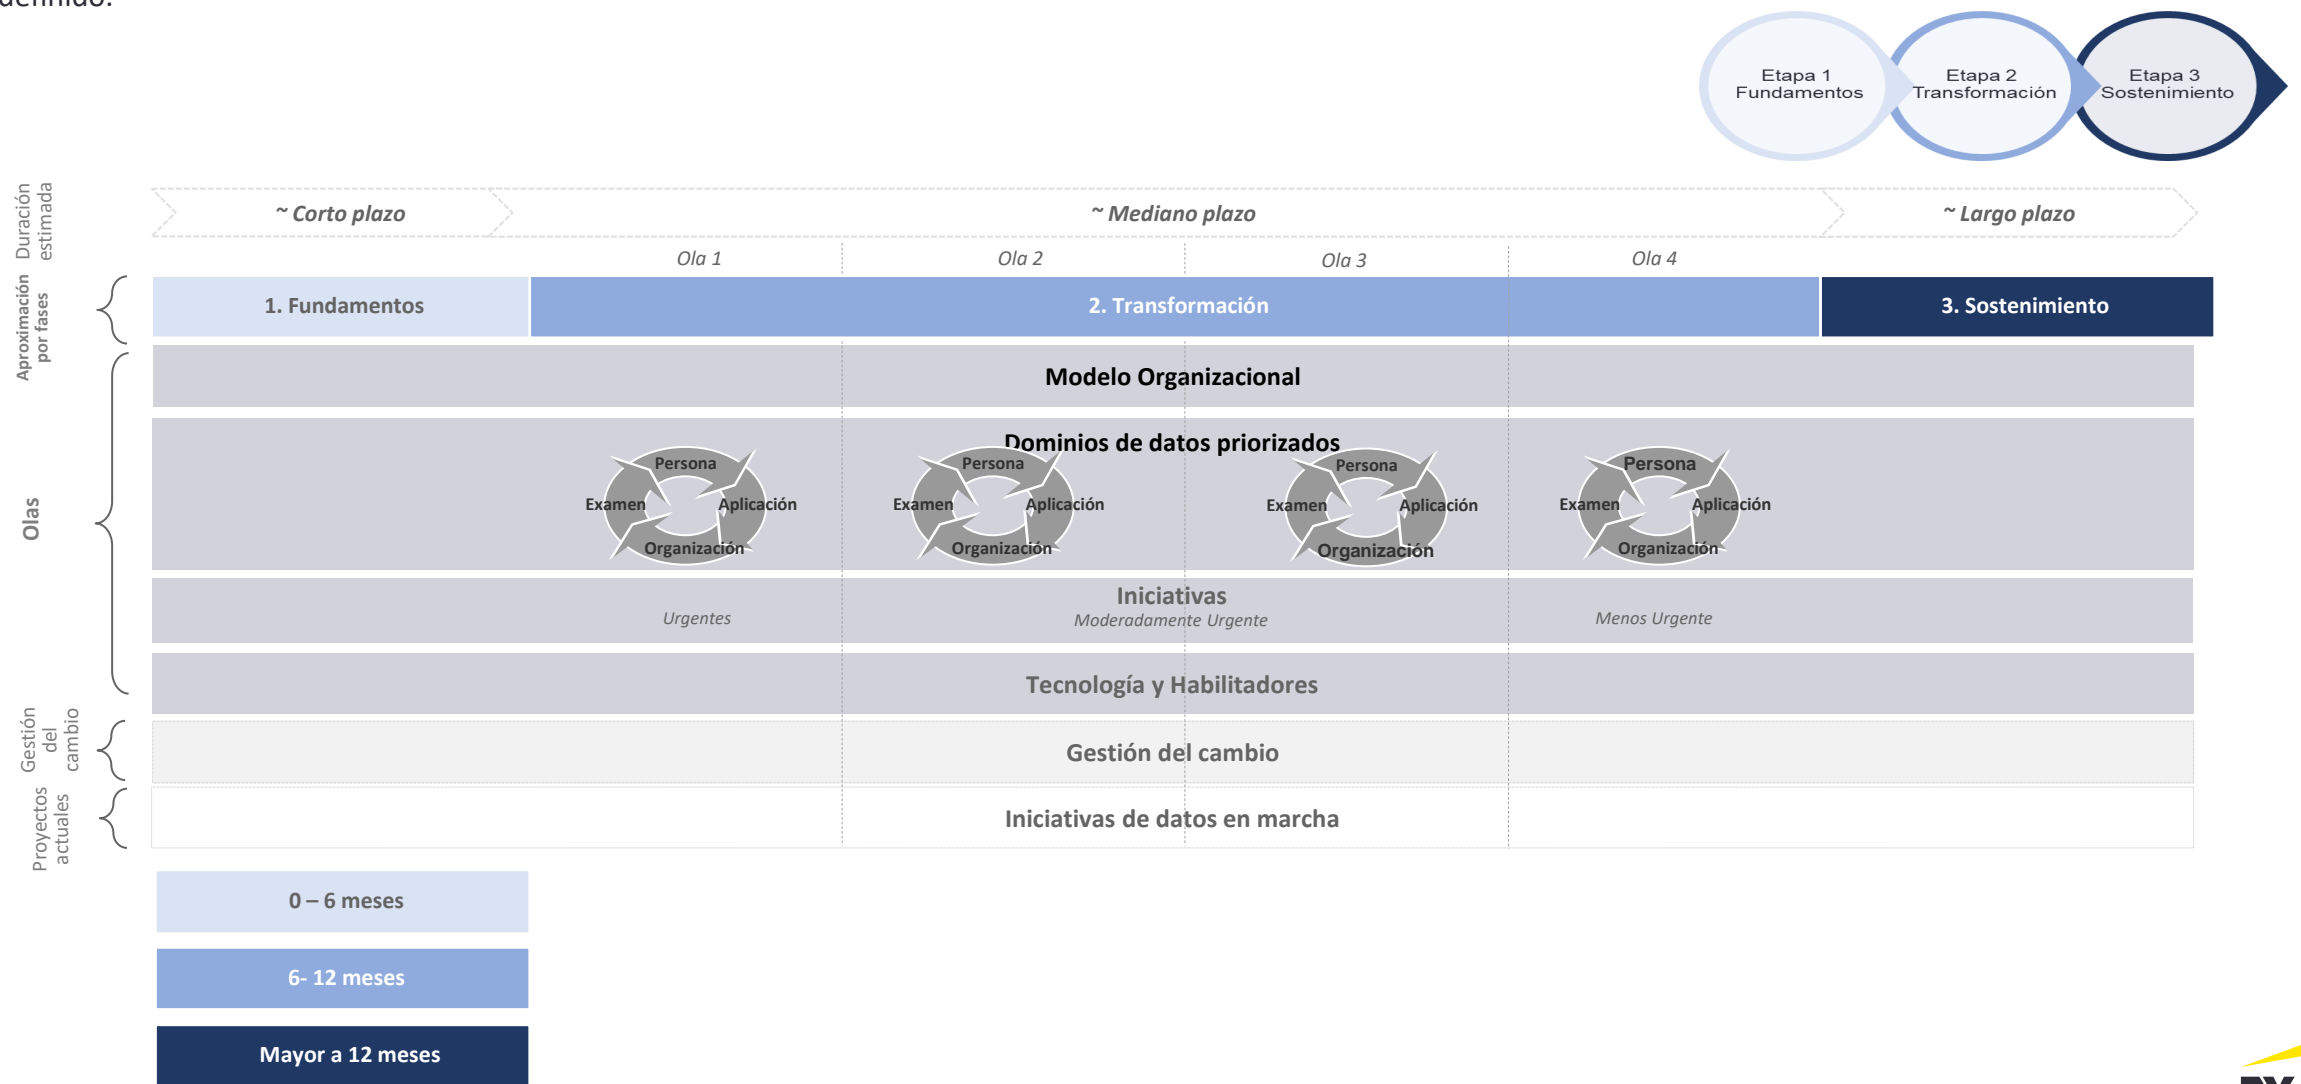 definido.
Etapa 1
Fundamentos
Etapa 2
Transformación
Etapa 3
Sostenimiento
Duración
estimada
~ Corto plazo
~ Mediano plazo
~ Largo plazo
Ola 1
Ola 2
Ola 3
Ola 4
Aproximación
por fases
1. Fundamentos
2. Transformación
3. Sostenimiento
Olas
Modelo Organizacional
Dominios de datos priorizados
Persona
Examen
Aplicación
Organización
Persona
Examen
Aplicación
Organización
Persona
Examen
Aplicación
Organización
Persona
Examen
Aplicación
Organización
Iniciativas
Urgentes
Moderadamente Urgente
Menos Urgente
Tecnología y Habilitadores
Gestión
del
cambio
Gestión del cambio
Proyectos
actuales
Iniciativas de datos en marcha
0 – 6 meses
6- 12 meses
Mayor a 12 meses